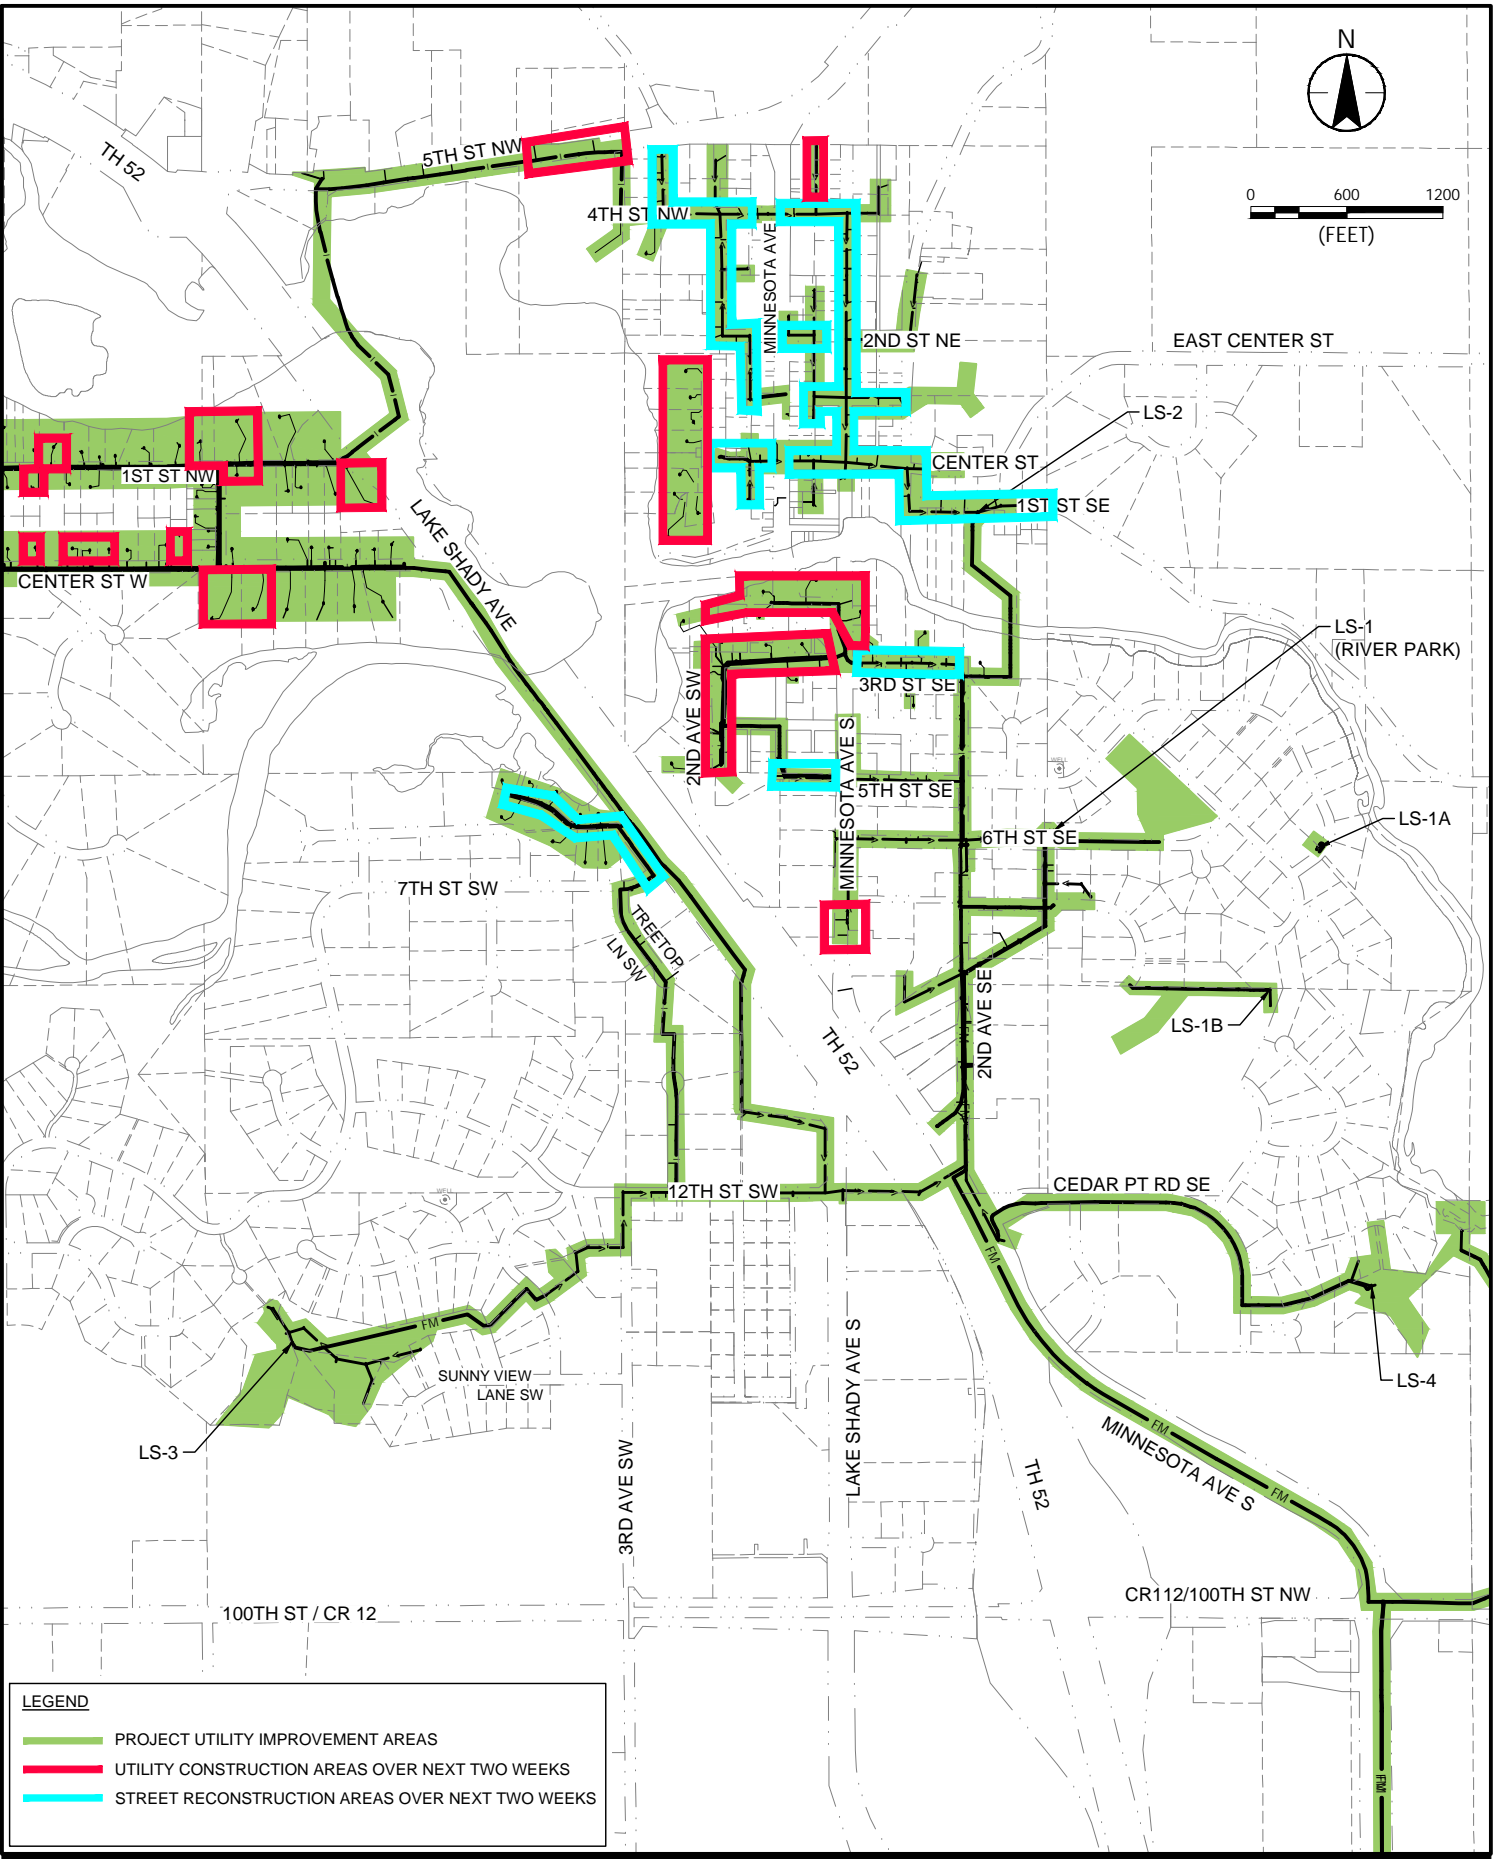 N
TH 52
5TH ST NW
0 600 1200
(FEET)
4TH ST NW
MINNESOTA AVE
2ND ST NE
EAST CENTER ST
LS-2
1ST ST NW
CENTER ST
1ST ST SE
LAKE SHADY AVE
CENTER ST W
LS-1
(RIVER PARK)
3RD ST SE
2ND AVE SW
MINNESOTA AVE S
WELL
5TH ST SE
LS-1A
6TH ST SE
7TH ST SW
TREETOP
LN SW
2ND AVE SE
LS-1B
TH 52
FM
FM
12TH ST SW
WELL
CEDAR PT RD SE
FM
FM
SUNNY VIEW
LANE SW
LAKE SHADY AVE S
LS-4
LS-3
FM
MINNESOTA AVE S
FM
3RD AVE SW
TH 52
CR112/100TH ST NW
100TH ST / CR 12
FM
LEGEND
PROJECT UTILITY IMPROVEMENT AREAS
UTILITY CONSTRUCTION AREAS OVER NEXT TWO WEEKS
STREET RECONSTRUCTION AREAS OVER NEXT TWO WEEKS